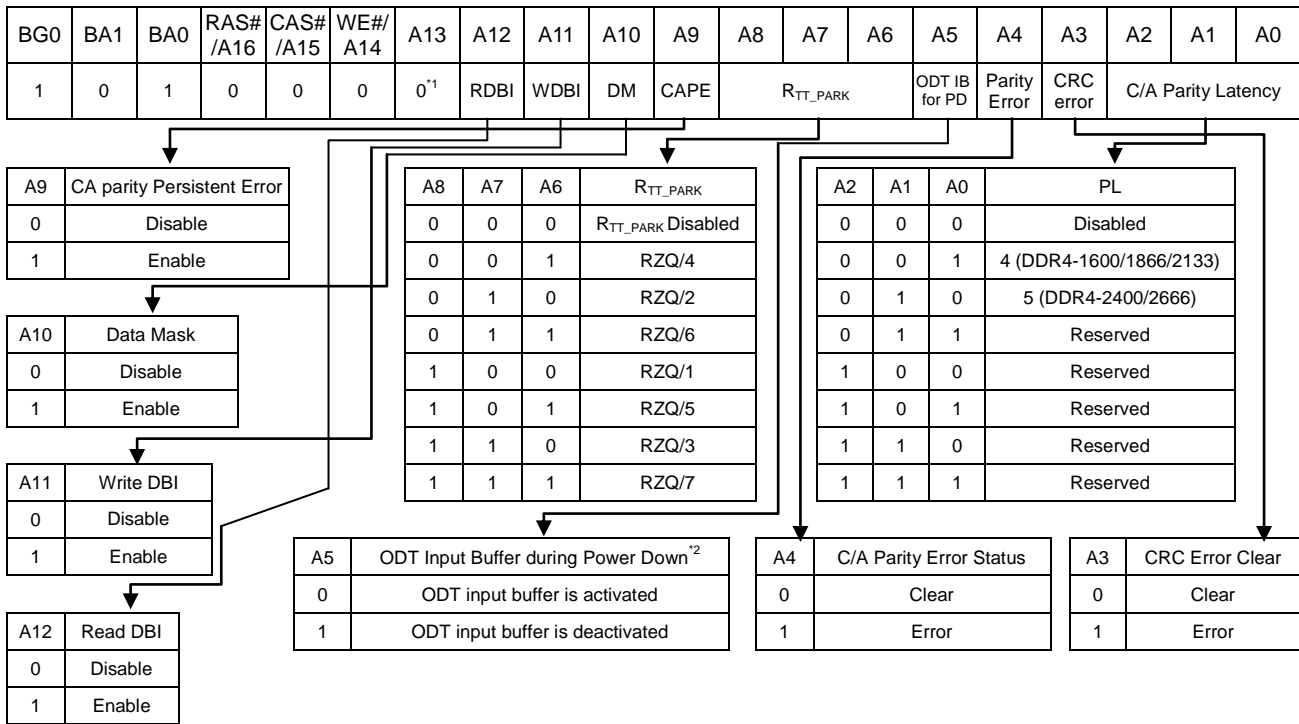 BG0 BA1 BA0 RAS# /A16 CAS# /A15 WE#/ A14 A13 A12 A11 A10 A9 A8 A7 A6 A5 A4 A3 A2 A1 A0
1 0 1 0 0 0 0*1 RDBI WDBI DM CAPE RTT_PARK ODT IB for PD Parity Error CRC error C/A Parity Latency
A9 CA parity Persistent Error
0 Disable
1 Enable
A10 Data Mask
0 Disable
1 Enable
A11 Write DBI
0 Disable
1 Enable
A12 Read DBI
0 Disable
1 Enable
A8 A7 A6 RTT_PARK
0 0 0 RTT_PARK Disabled
0 0 1 RZQ/4
0 1 0 RZQ/2
0 1 1 RZQ/6
1 0 0 RZQ/1
1 0 1 RZQ/5
1 1 0 RZQ/3
1 1 1 RZQ/7
A2 A1 A0 PL
0 0 0 Disabled
0 0 1 4 (DDR4-1600/1866/2133)
0 1 0 5 (DDR4-2400/2666)
0 1 1 Reserved
1 0 0 Reserved
1 0 1 Reserved
1 1 0 Reserved
1 1 1 Reserved
A5 ODT Input Buffer during Power Down*2
0 ODT input buffer is activated
1 ODT input buffer is deactivated
A4 C/A Parity Error Status
0 Clear
1 Error
A3 CRC Error Clear
0 Clear
1 Error